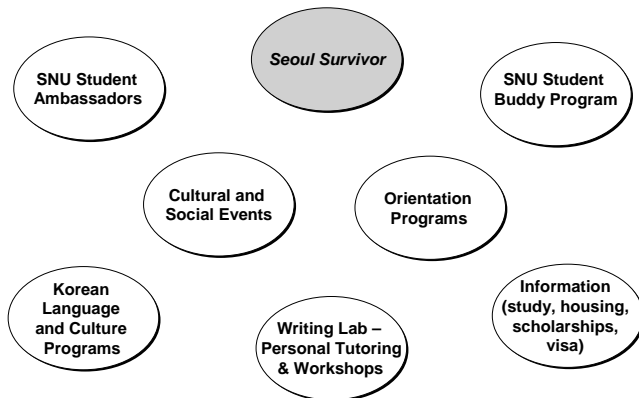 Seoul Survivor
SNU Student
Ambassadors
SNU Student
Buddy Program
Cultural and
Social Events
Orientation
Programs
Korean
Language
and Culture
Programs
Writing Lab –
Personal Tutoring
& Workshops
Information
(study, housing,
scholarships,
visa)